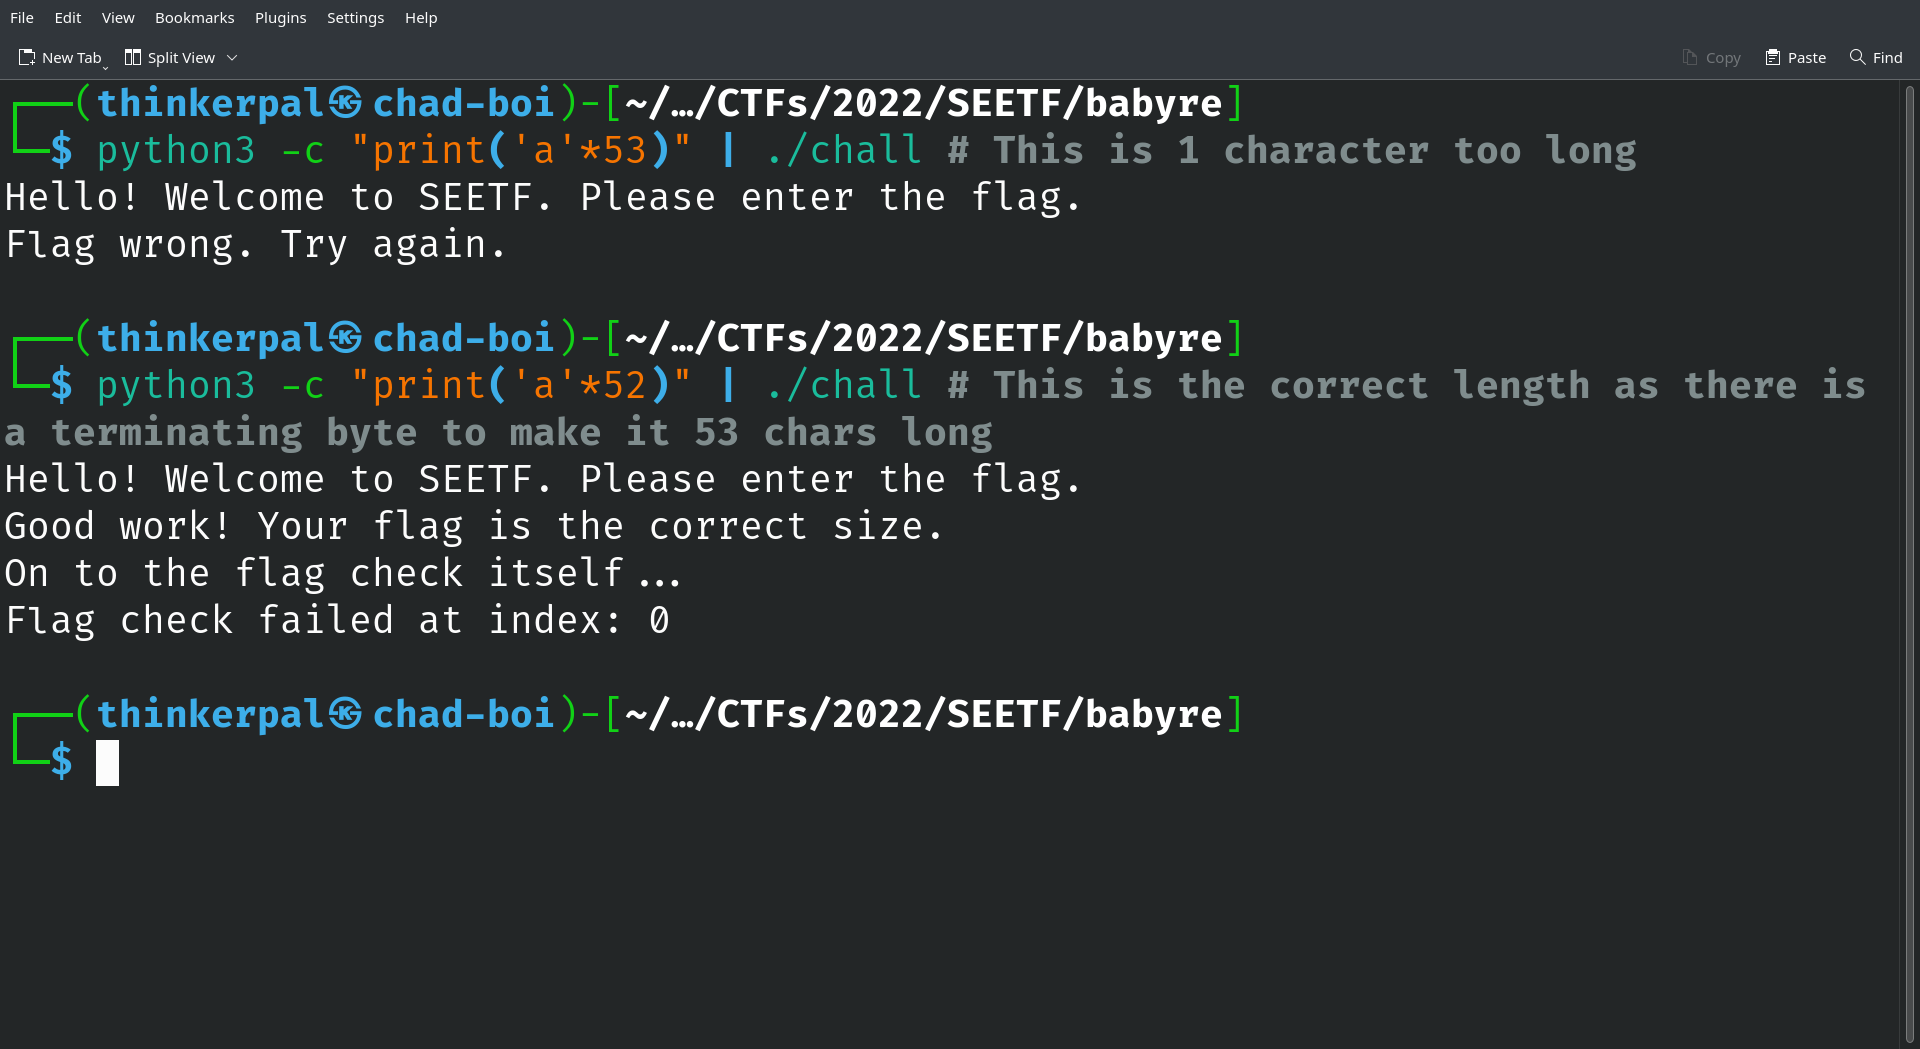 File Edit View Bookmarks Plugins Settings Help
New Tab Split View Copy Paste Find
┌──(thinkerpal㉿chad-boi)-[~/…/CTFs/2022/SEETF/babyre]
└─$ python3 -c "print('a'*53)" | ./chall # This is 1 character too long
Hello! Welcome to SEETF. Please enter the flag.
Flag wrong. Try again.
┌──(thinkerpal㉿chad-boi)-[~/…/CTFs/2022/SEETF/babyre]
└─$ python3 -c "print('a'*52)" | ./chall # This is the correct length as there is
a terminating byte to make it 53 chars long
Hello! Welcome to SEETF. Please enter the flag.
Good work! Your flag is the correct size.
On to the flag check itself...
Flag check failed at index: 0
┌──(thinkerpal㉿chad-boi)-[~/…/CTFs/2022/SEETF/babyre]
└─$